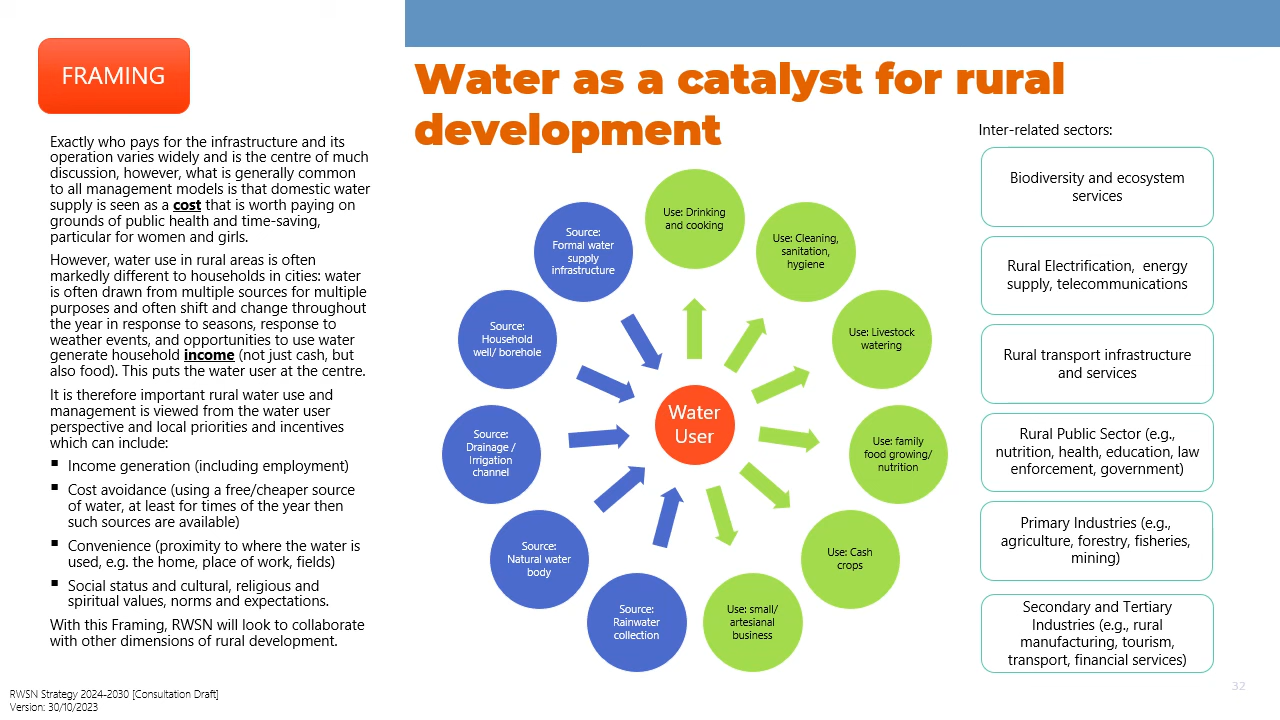 FRAMING
Water as a catalyst for rural
development
Exactly who pays for the infrastructure and its
operation varies widely and is the centre of much
discussion, however, what is generally common
to all management models is that domestic water
supply is seen as a cost that is worth paying on
grounds of public health and time-saving,
particular for women and girls.
However, water use in rural areas is often
markedly different to households in cities: water
is often drawn from multiple sources for multiple
purposes and often shift and change throughout
the year in response to seasons, response to
weather events, and opportunities to use water
generate household income (not just cash, but
also food). This puts the water user at the centre.
It is therefore important rural water use and
management is viewed from the water user
perspective and local priorities and incentives
which can include:
▪ Income generation (including employment)
▪ Cost avoidance (using a free/cheaper source
of water, at least for times of the year then
such sources are available)
▪ Convenience (proximity to where the water is
used, e.g. the home, place of work, fields)
▪ Social status and cultural, religious and
spiritual values, norms and expectations.
With this Framing, RWSN will look to collaborate
with other dimensions of rural development.
Water
User
Use: Drinking
and cooking
Use: Cleaning,
sanitation,
hygiene
Use: Livestock
watering
Use: family
food growing/
nutrition
Use: Cash
crops
Use: small/
artesianal
business
Source:
Rainwater
collection
Source:
Natural water
body
Source:
Drainage /
Irrigation
channel
Source:
Household
well/ borehole
Source:
Formal water
supply
infrastructure
Inter-related sectors:
Biodiversity and ecosystem
services
Rural Electrification, energy
supply, telecommunications
Rural transport infrastructure
and services
Rural Public Sector (e.g.,
nutrition, health, education, law
enforcement, government)
Primary Industries (e.g.,
agriculture, forestry, fisheries,
mining)
Secondary and Tertiary
Industries (e.g., rural
manufacturing, tourism,
transport, financial services)
32
RWSN Strategy 2024-2030 [Consultation Draft]
Version: 30/10/2023